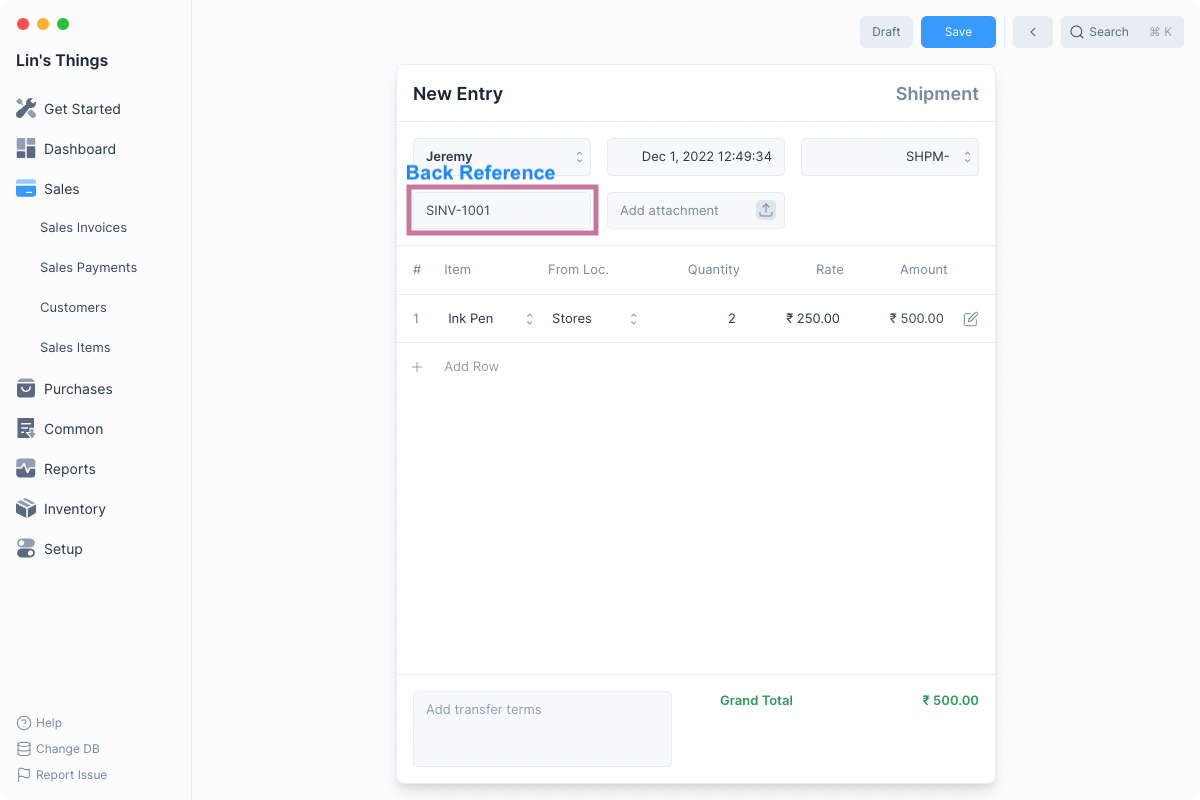 Lin's Things
Get Started
Dashboard
Sales
Sales Invoices
Sales Payments
Customers
Sales Items
Purchases
Common
Reports
Inventory
Setup
Help
Change DB
Report Issue
Draft
Save
Search ⌘ K
New Entry Shipment
Jeremy Dec 1, 2022 12:49:34 SHPM-
Back Reference
SINV-1001 Add attachment
# Item From Loc. Quantity Rate Amount
1 Ink Pen Stores 2 ₹ 250.00 ₹ 500.00
Add Row
Add transfer terms
Grand Total ₹ 500.00